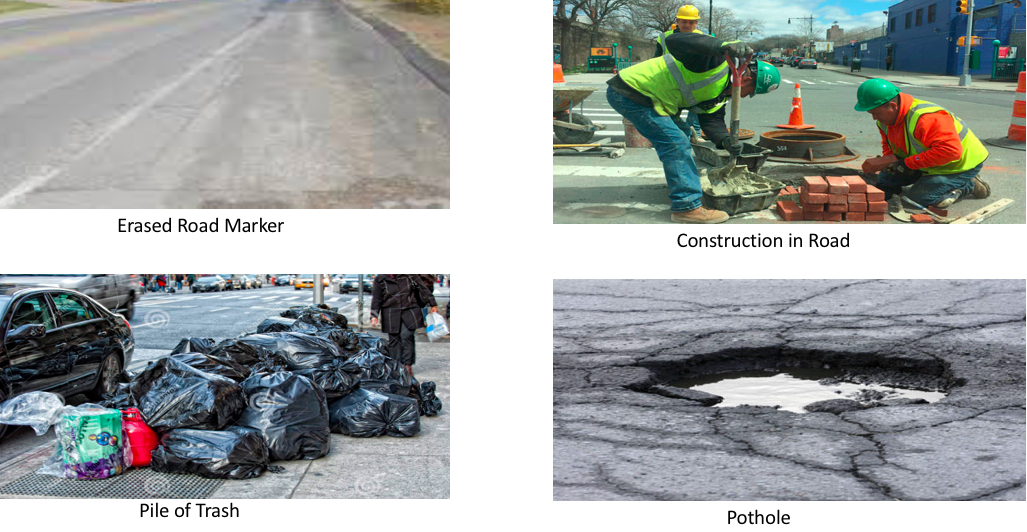 Erased Road Marker
Construction in Road
Pile of Trash
Pothole